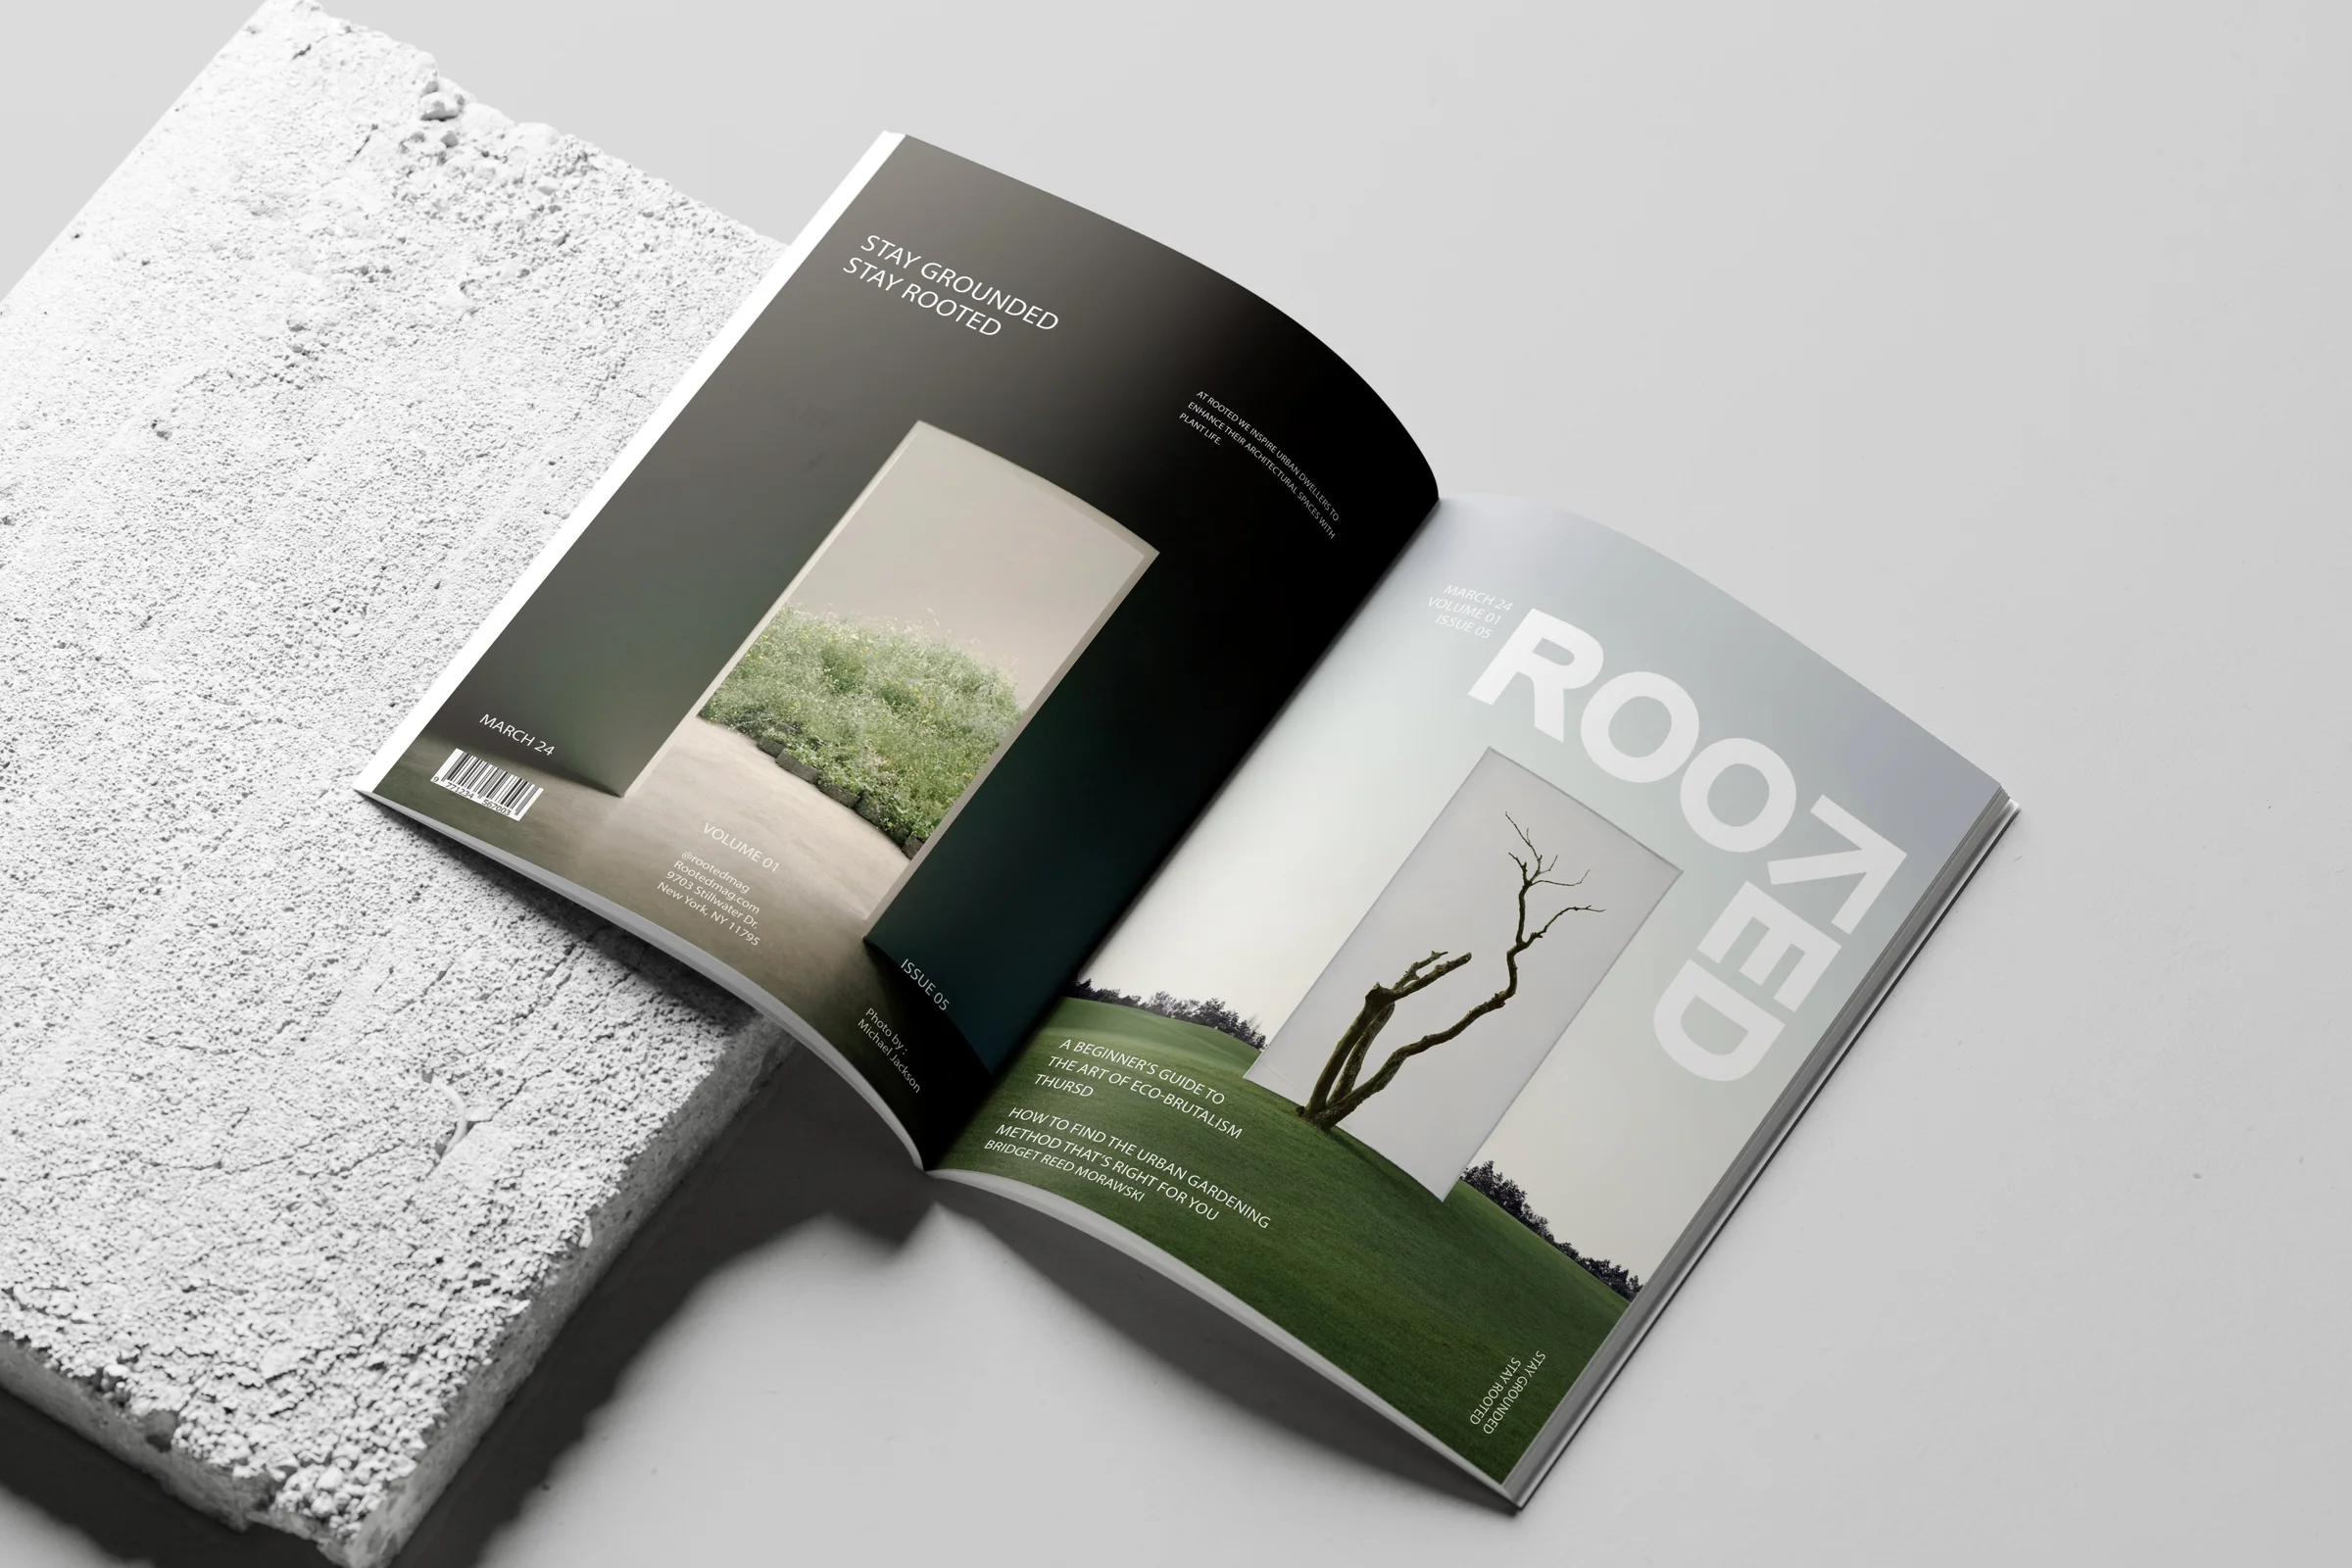 STAY GROUNDED
STAY ROOTED
AT ROOTED WE INSPIRE URBAN DWELLERS TO
ENHANCE THEIR ARCHITECTURAL SPACES WITH
PLANT LIFE.
MARCH 24
9 771234 567003
VOLUME 01
@rootedmag
Rootedmag.com
9703 Stillwater Dr.
New York, NY 11795
ISSUE 05
Photo by :
Michael Jackson
MARCH 24
VOLUME 01
ISSUE 05
ROOTED
A BEGINNER'S GUIDE TO
THE ART OF ECO-BRUTALISM
THURSD
HOW TO FIND THE URBAN GARDENING
METHOD THAT'S RIGHT FOR YOU
BRIDGET REED MORAWSKI
STAY GROUNDED
STAY ROOTED